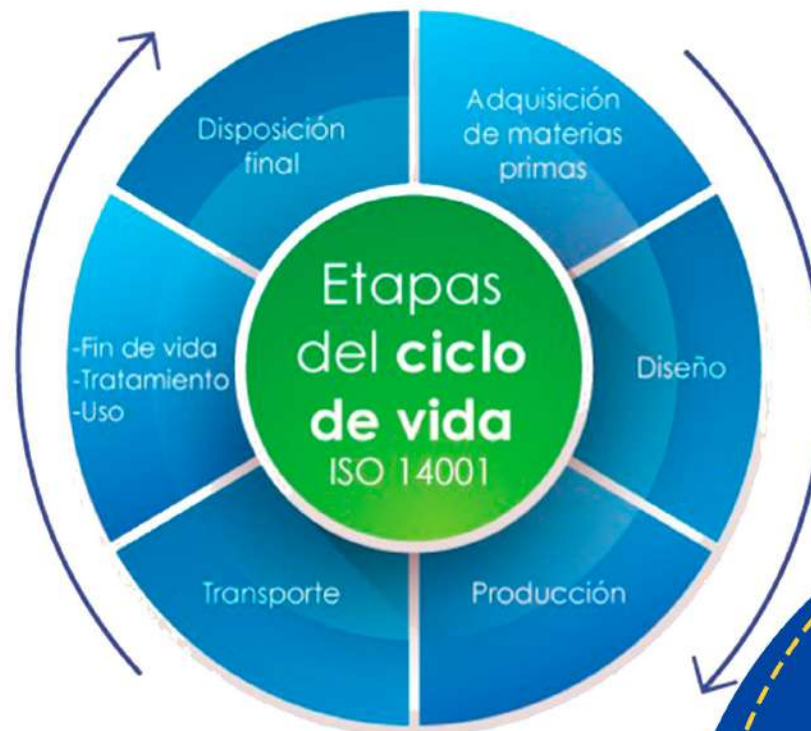 Etapas
del ciclo
de vida
ISO 14001
Adquisición
de materias
primas
Diseño
Producción
Transporte
-Fin de vida
-Tratamiento
-Uso
Disposición
final